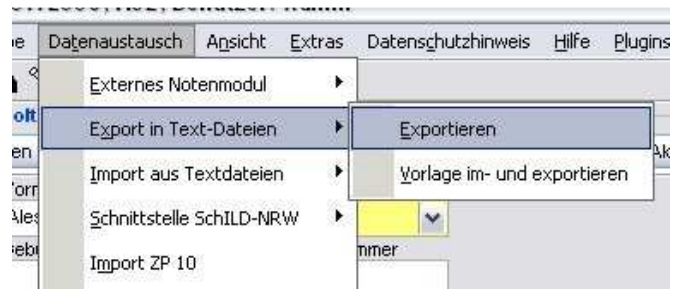 Datenaustausch Ansicht Extras Datenschutzhinweis Hilfe Plugins
Externes Notenmodul
Export in Text-Dateien
Exportieren
Import aus Textdateien
Vorlage im- und exportieren
Schnittstelle SchILD-NRW
Import ZP 10